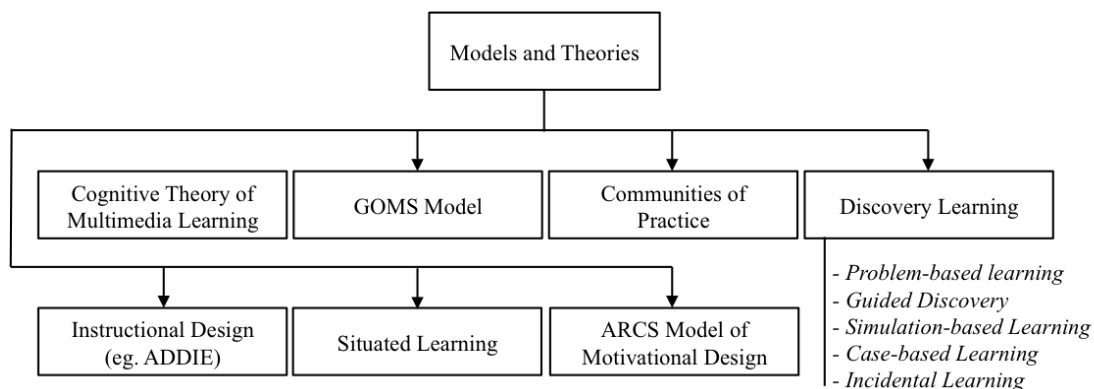 Models and Theories
Cognitive Theory of
Multimedia Learning
GOMS Model
Communities of
Practice
Discovery Learning
- Problem-based learning
- Guided Discovery
- Simulation-based Learning
- Case-based Learning
- Incidental Learning
Instructional Design
(eg. ADDIE)
Situated Learning
ARCS Model of
Motivational Design